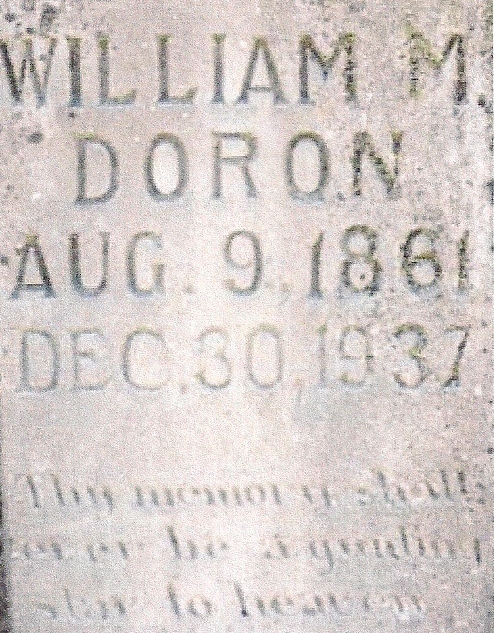 WILLIAM M.
DORON
AUG. 9, 1861
DEC. 30, 1937
Thy memory shall
ever be a guiding
star to heaven